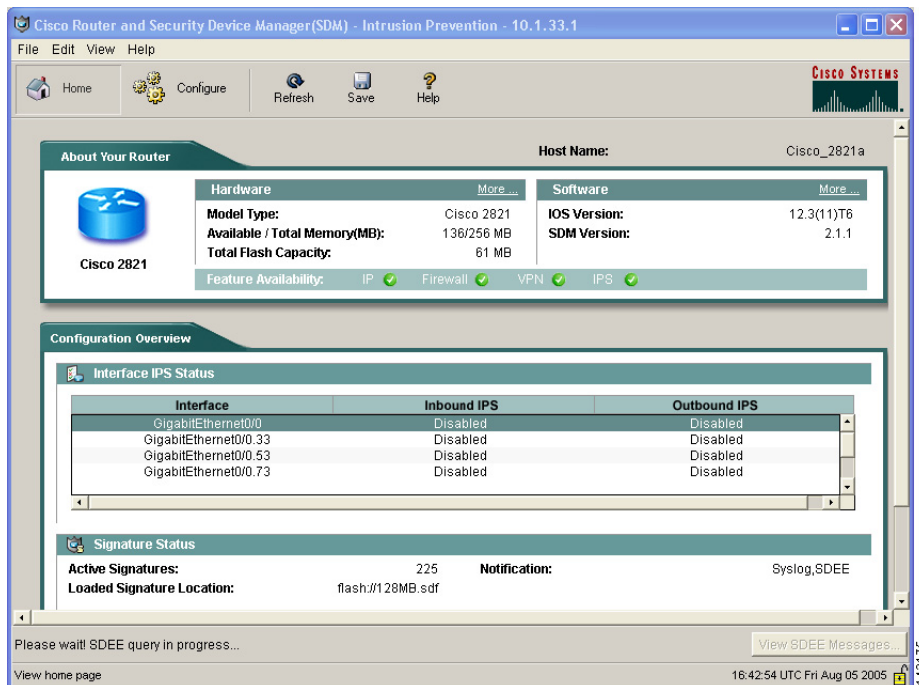 Cisco Router and Security Device Manager(SDM) - Intrusion Prevention - 10.1.33.1
File Edit View Help
Home Configure Refresh Save Help
CISCO SYSTEMS
About Your Router Host Name: Cisco_2821a
Hardware More ... Software More ...
Model Type: Cisco 2821 IOS Version: 12.3(11)T6
Available / Total Memory(MB): 136/256 MB SDM Version: 2.1.1
Total Flash Capacity: 61 MB
Cisco 2821
Feature Availability: IP Firewall VPN IPS
Configuration Overview
Interface IPS Status
Interface Inbound IPS Outbound IPS
GigabitEthernet0/0 Disabled Disabled
GigabitEthernet0/0.33 Disabled Disabled
GigabitEthernet0/0.53 Disabled Disabled
GigabitEthernet0/0.73 Disabled Disabled
Signature Status
Active Signatures: 225 Notification: Syslog,SDEE
Loaded Signature Location: flash://128MB.sdf
Please wait! SDEE query in progress... View SDEE Messages...
View home page 16:42:54 UTC Fri Aug 05 2005